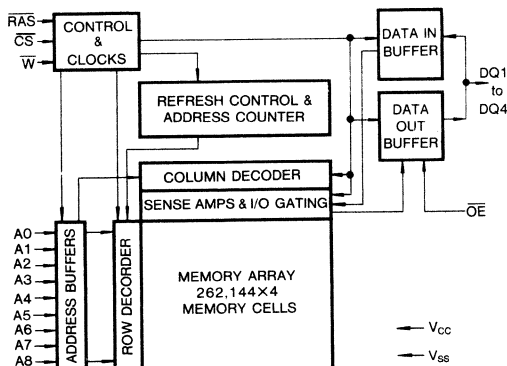 RAS
CS
W
CONTROL
&
CLOCKS
DATA IN
BUFFER
DQ1
to
DQ4
REFRESH CONTROL &
ADDRESS COUNTER
DATA
OUT
BUFFER
COLUMN DECODER
SENSE AMPS & I/O GATING
OE
A0
A1
A2
A3
A4
A5
A6
A7
A8
ADDRESS BUFFERS
ROW DECORDER
MEMORY ARRAY
262,144×4
MEMORY CELLS
VCC
VSS